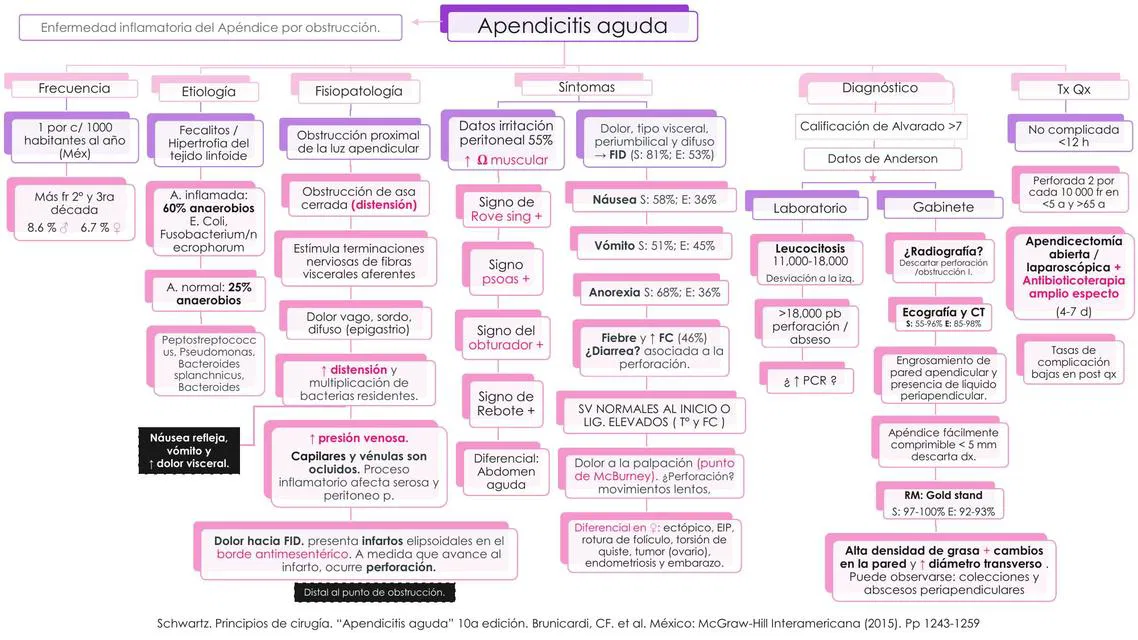 Enfermedad inflamatoria del Apéndice por obstrucción.
Apendicitis aguda
Frecuencia
1 por c/ 1000
habitantes al año
(Méx)
Más fr 2° y 3ra
década
8.6 %♂ 6.7 %♀
Etiología
Fecalitos /
Hipertrofia del
tejido linfoide
A. inflamada:
60% anaerobios
E. Coli,
Fusobacterium/n
ecrophorum
A. normal: 25%
anaerobios
Peptostreptococc
us, Pseudomonas,
Bacteroides
splanchnicus,
Bacteroides
Fisiopatología
Obstrucción proximal
de la luz apendicular
Obstrucción de asa
cerrada (distensión)
Estímula terminaciones
nerviosas de fibras
viscerales aferentes
Dolor vago, sordo,
difuso (epigastrio)
↑ distensión y
multiplicación de
bacterias residentes.
Náusea refleja,
vómito y
↑ dolor visceral.
↑ presión venosa.
Capilares y vénulas son
ocluidos. Proceso
inflamatorio afecta serosa y
peritoneo p.
Dolor hacia FID. presenta infartos elipsoidales en el
borde antimesentérico. A medida que avance al
infarto, ocurre perforación.
Distal al punto de obstrucción.
Síntomas
Datos irritación
peritoneal 55%
↑ Ω muscular
Signo de
Rove sing +
Signo
psoas +
Signo del
obturador +
Signo de
Rebote +
Diferencial:
Abdomen
aguda
Dolor, tipo visceral,
periumbilical y difuso
→ FID (S: 81%; E: 53%)
Náusea S: 58%; E: 36%
Vómito S: 51%; E: 45%
Anorexia S: 68%; E: 36%
Fiebre y ↑ FC (46%)
¿Diarrea? asociada a la
perforación.
SV NORMALES AL INICIO O
LIG. ELEVADOS ( T° y FC )
Dolor a la palpación (punto
de McBurney). ¿Perforación?
movimientos lentos,
Diferencial en ♀: ectópico, EIP,
rotura de folículo, torsión de
quiste, tumor (ovario),
endometriosis y embarazo.
Diagnóstico
Calificación de Alvarado >7
Datos de Anderson
Laboratorio
Leucocitosis
11,000-18,000
Desviación a la izq.
>18,000 pb
perforación /
abseso
¿ ↑ PCR ?
Gabinete
¿Radiografía?
Descartar perforación
/obstrucción I.
Ecografía y CT
S: 55-96% E: 85-98%
Engrosamiento de
pared apendicular y
presencia de líquido
periapendicular.
Apéndice fácilmente
comprimible < 5 mm
descarta dx.
RM: Gold stand
S: 97-100% E: 92-93%
Alta densidad de grasa + cambios
en la pared y ↑ diámetro transverso .
Puede observarse: colecciones y
abscesos periapendiculares
Tx Qx
No complicada
<12 h
Perforada 2 por
cada 10 000 fr en
<5 a y >65 a
Apendicectomía
abierta /
laparoscópica +
Antibioticoterapia
amplio especto
(4-7 d)
Tasas de
complicación
bajas en post qx
Schwartz. Principios de cirugía. “Apendicitis aguda” 10a edición. Brunicardi, CF. et al. México: McGraw-Hill Interamericana (2015). Pp 1243-1259